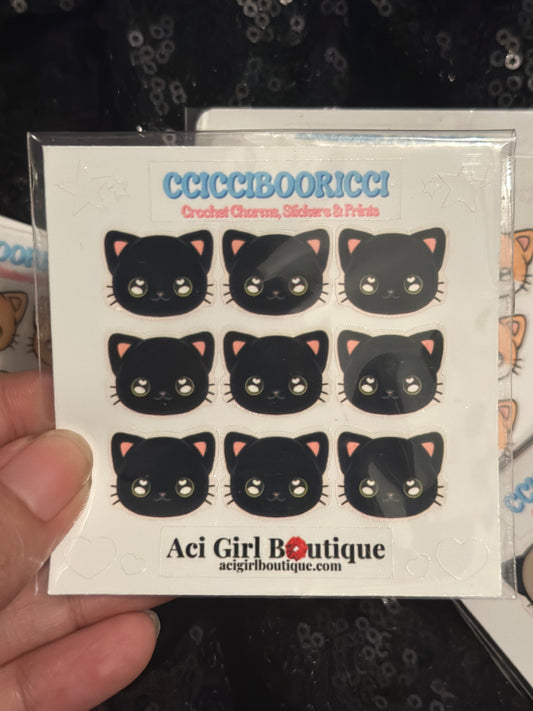 CCICCIBOORICCI
Crochet Charms, Stickers & Prints
Aci Girl Boutique
acigirlboutique.com